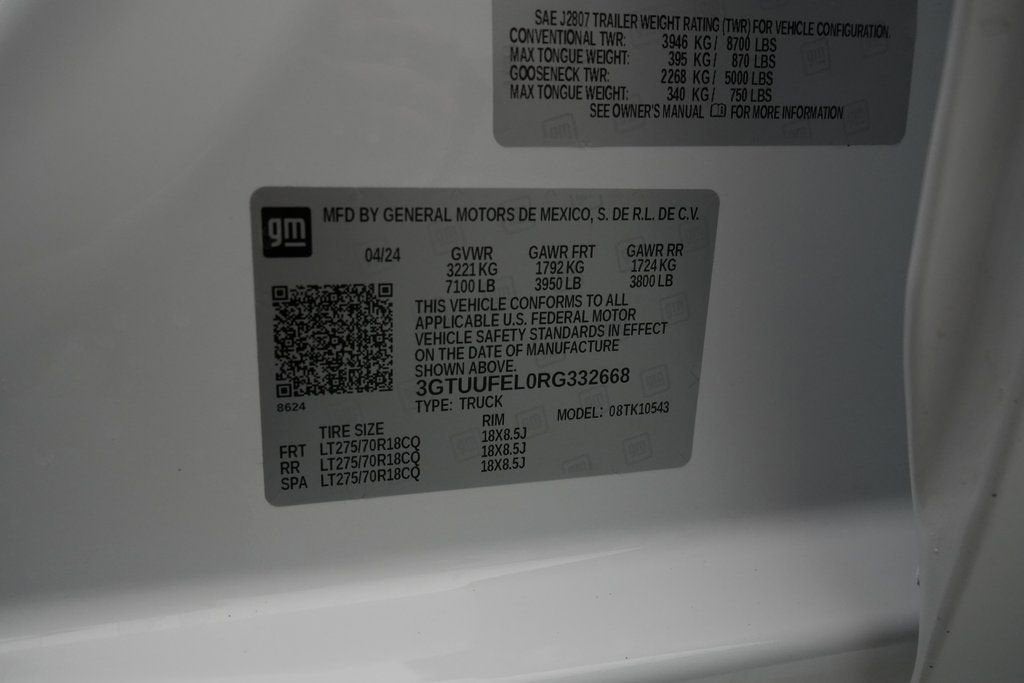 SAE J2807 TRAILER WEIGHT RATING (TWR) FOR VEHICLE CONFIGURATION.
CONVENTIONAL TWR: 3946 KG/ 8700 LBS
MAX TONGUE WEIGHT: 395 KG/ 870 LBS
GOOSENECK TWR: 2268 KG/ 5000 LBS
MAX TONGUE WEIGHT: 340 KG/ 750 LBS
SEE OWNER'S MANUAL FOR MORE INFORMATION
gm MFD BY GENERAL MOTORS DE MEXICO, S. DE R.L. DE C.V.
04/24 GVWR GAWR FRT GAWR RR
3221 KG 1792 KG 1724 KG
7100 LB 3950 LB 3800 LB
THIS VEHICLE CONFORMS TO ALL
APPLICABLE U.S. FEDERAL MOTOR
VEHICLE SAFETY STANDARDS IN EFFECT
ON THE DATE OF MANUFACTURE
SHOWN ABOVE.
3GTUUFEL0RG332668
8624 TYPE: TRUCK MODEL: 08TK10543
TIRE SIZE RIM
FRT LT275/70R18CQ 18X8.5J
RR LT275/70R18CQ 18X8.5J
SPA LT275/70R18CQ 18X8.5J